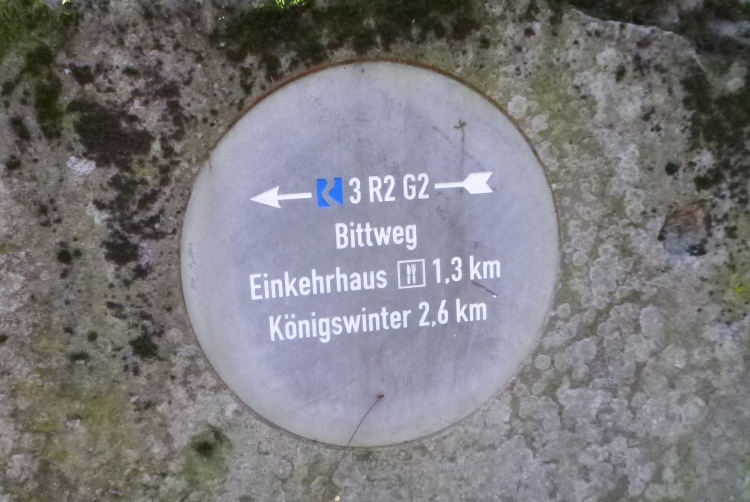 3 R2 G2
Bittweg
Einkehrhaus 1,3 km
Königswinter 2,6 km